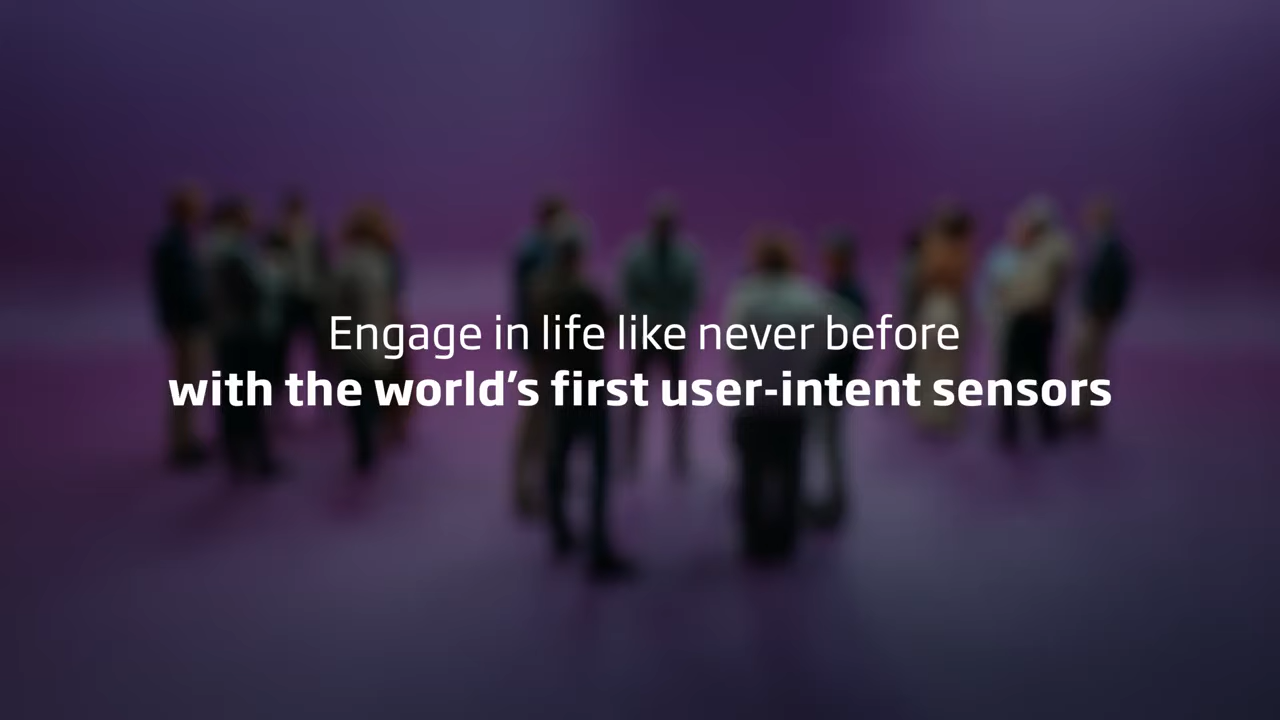 Engage in life like never before
with the world’s first user-intent sensors